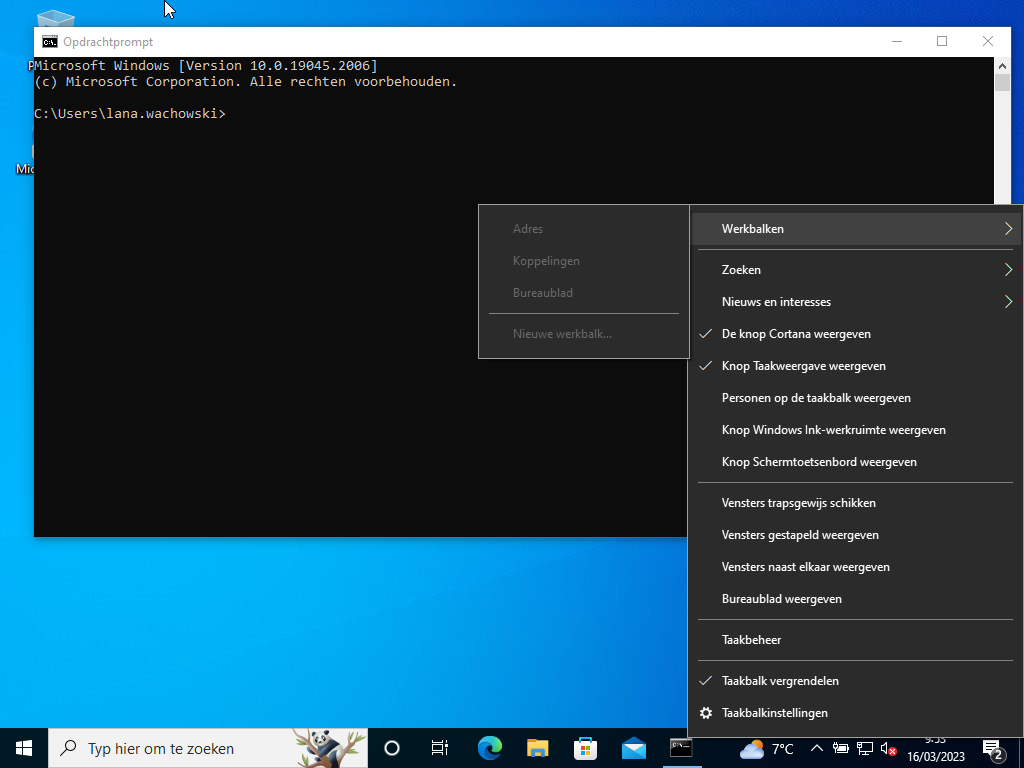 Opdrachtprompt
Microsoft Windows [Version 10.0.19045.2006]
(c) Microsoft Corporation. Alle rechten voorbehouden.
C:\Users\lana.wachowski>
Adres
Koppelingen
Bureaublad
Nieuwe werkbalk...
Werkbalken
Zoeken
Nieuws en interesses
De knop Cortana weergeven
Knop Taakweergave weergeven
Personen op de taakbalk weergeven
Knop Windows Ink-werkruimte weergeven
Knop Schermtoetsenbord weergeven
Vensters trapsgewijs schikken
Vensters gestapeld weergeven
Vensters naast elkaar weergeven
Bureaublad weergeven
Taakbeheer
Taakbalk vergrendelen
Taakbalkinstellingen
Typ hier om te zoeken
7°C
16/03/2023
2